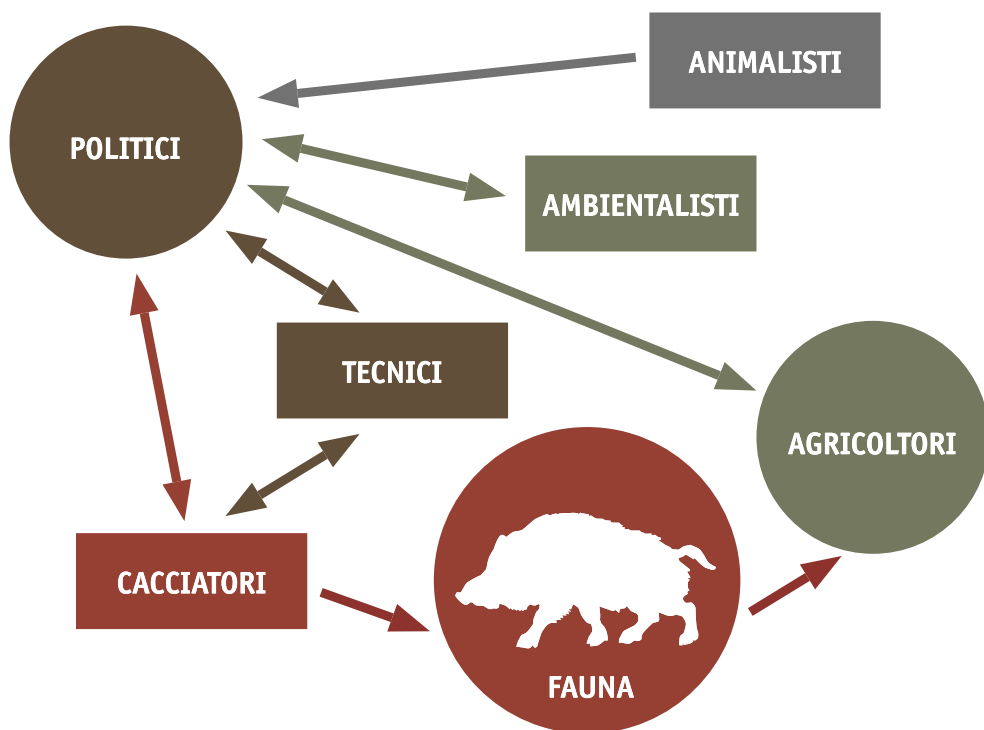 ANIMALISTI
POLITICI
AMBIENTALISTI
TECNICI
AGRICOLTORI
CACCIATORI
FAUNA